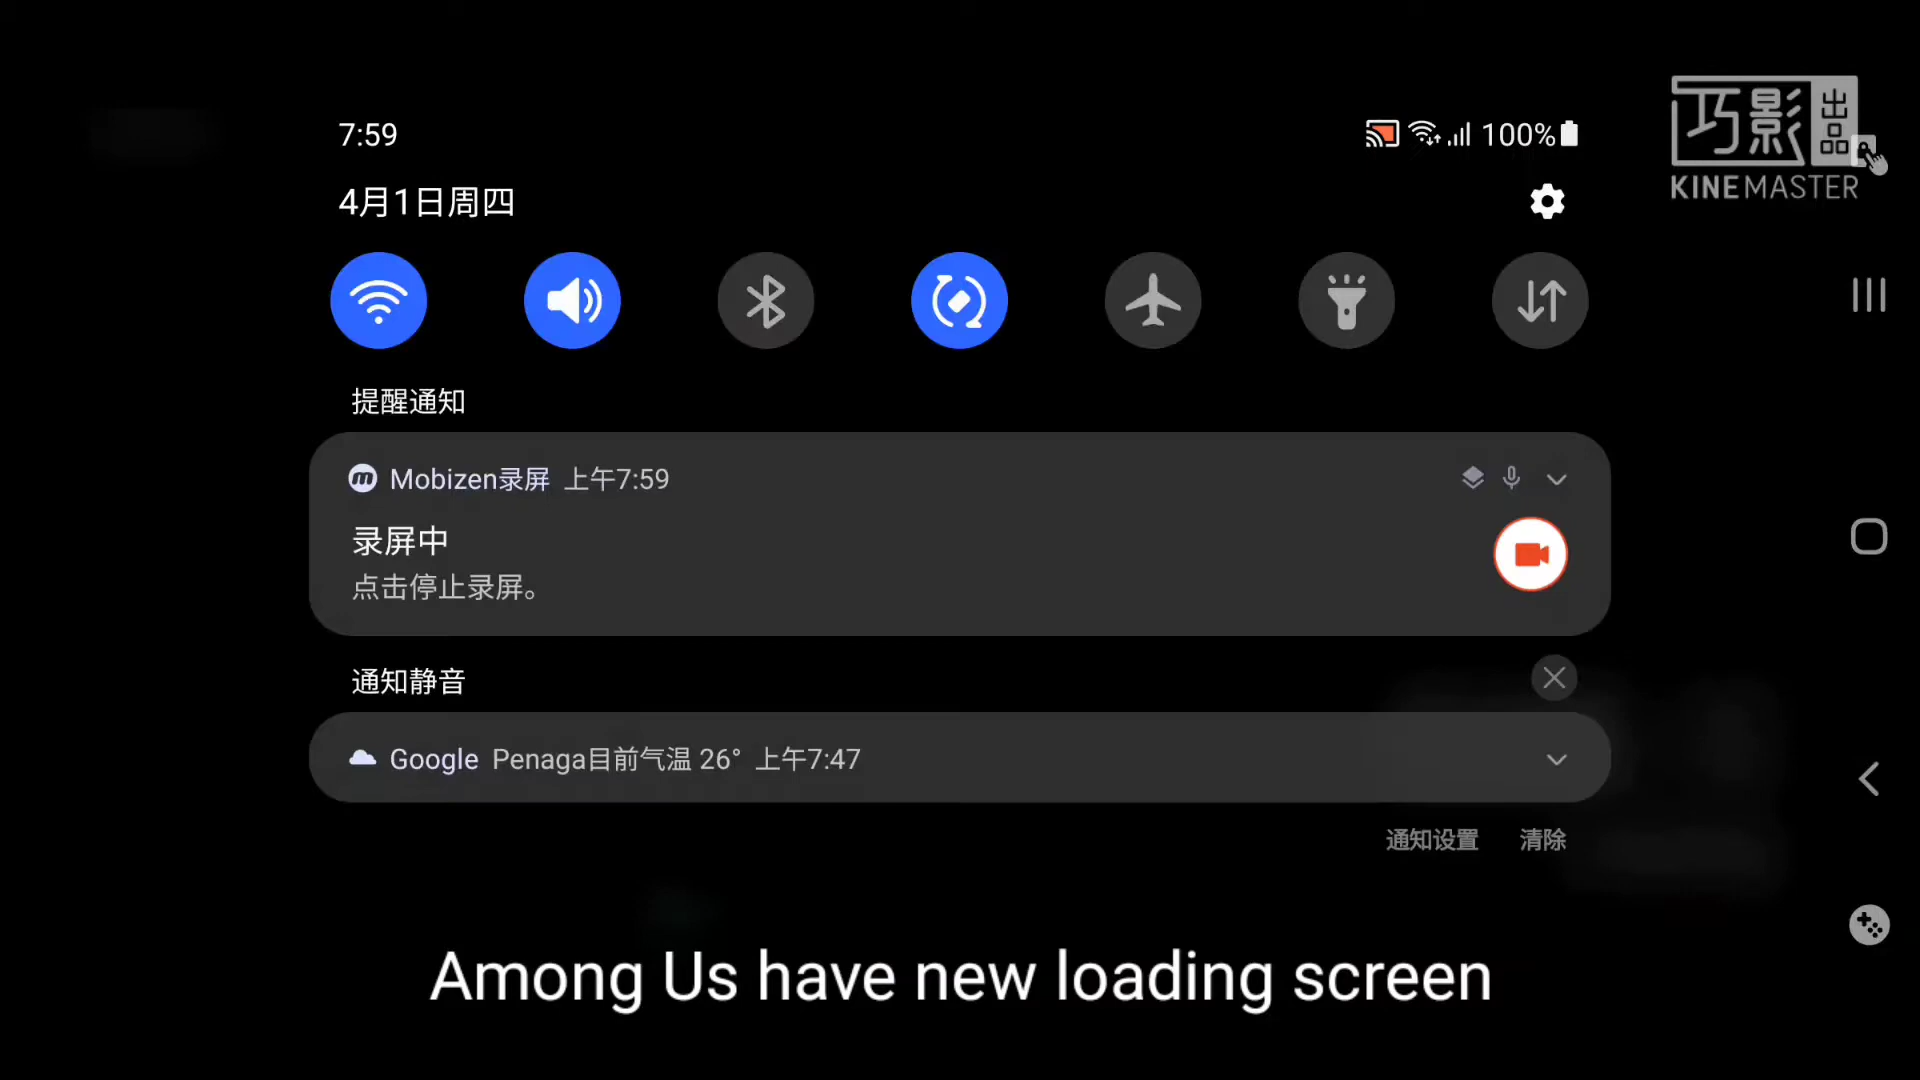 7:59
100%
巧影出品
KINEMASTER
4月1日周四
提醒通知
Mobizen录屏 上午7:59
录屏中
点击停止录屏。
通知静音
Google Penaga目前气温 26° 上午7:47
通知设置 清除
Among Us have new loading screen